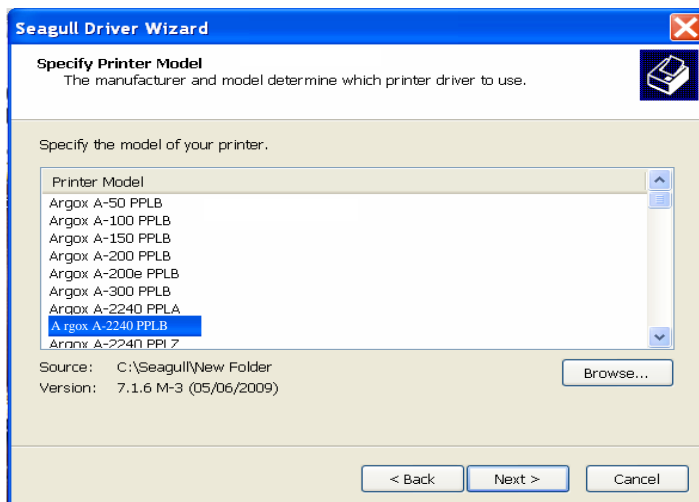 Seagull Driver Wizard
Specify Printer Model
The manufacturer and model determine which printer driver to use.
Specify the model of your printer.
Printer Model
Argox A-50 PPLB
Argox A-100 PPLB
Argox A-150 PPLB
Argox A-200 PPLB
Argox A-200e PPLB
Argox A-300 PPLB
Argox A-2240 PPLA
A rgox A-2240 PPLB
Argox A-2240 PPLZ
Source: C:\Seagull\New Folder
Browse...
Version: 7.1.6 M-3 (05/06/2009)
< Back Next > Cancel